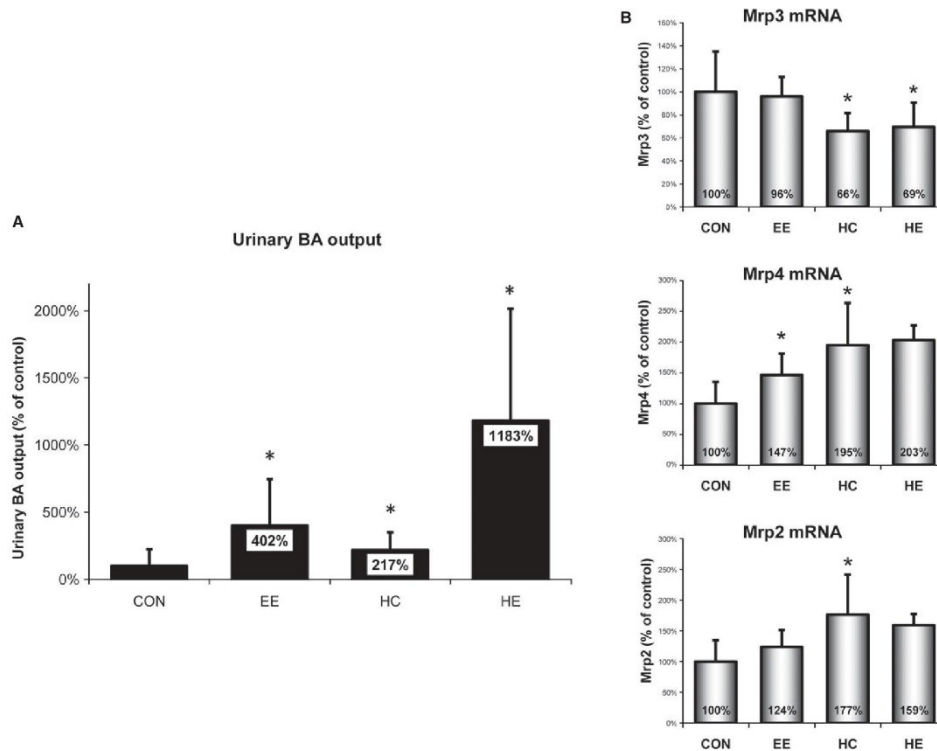 A
Urinary BA output
Urinary BA output (% of control)
2000%
1500%
1000%
500%
0%
*
*
*
402%
217%
1183%
CON EE HC HE
B
Mrp3 mRNA
Mrp3 (% of control)
160%
140%
120%
100%
80%
60%
40%
20%
0%
* *
100% 96% 66% 69%
CON EE HC HE
Mrp4 mRNA
Mrp4 (% of control)
300%
250%
200%
150%
100%
50%
0%
* *
100% 147% 195% 203%
CON EE HC HE
Mrp2 mRNA
Mrp2 (% of control)
300%
250%
200%
150%
100%
50%
0%
*
100% 124% 177% 159%
CON EE HC HE